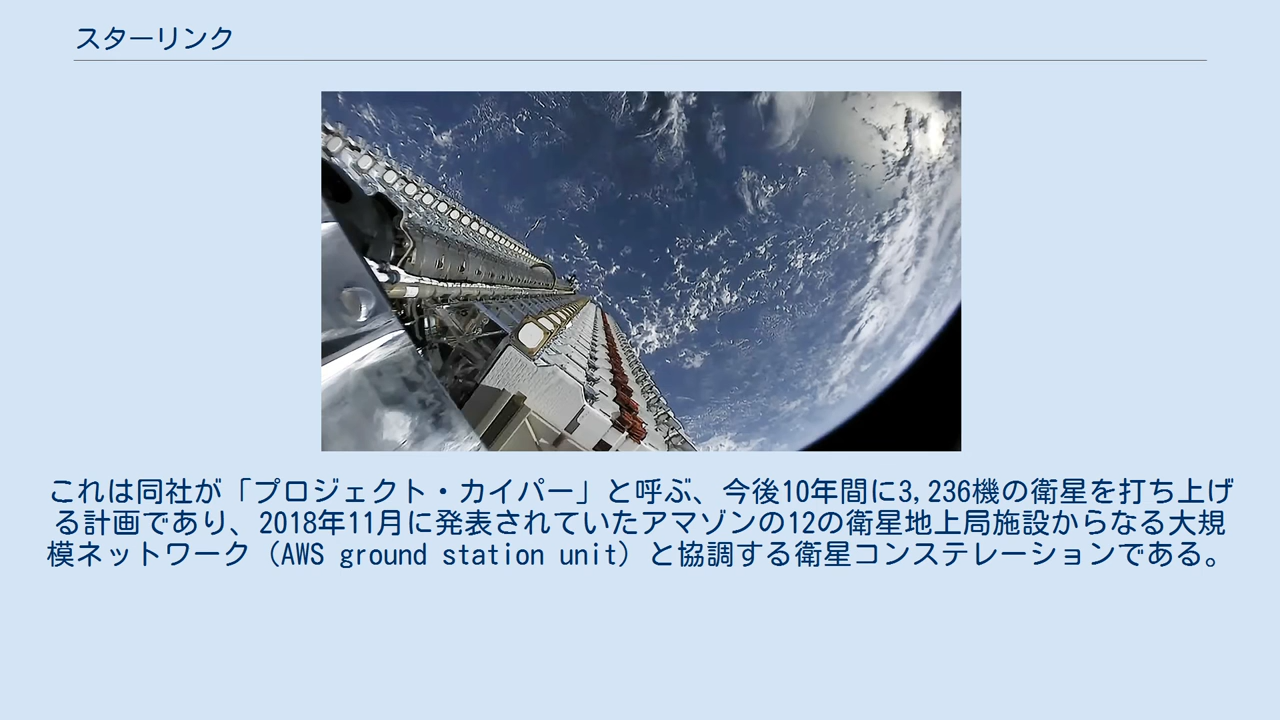 スターリンク
これは同社が「プロジェクト・カイパー」と呼ぶ、今後10年間に3,236機の衛星を打ち上げ
る計画であり、2018年11月に発表されていたアマゾンの12の衛星地上局施設からなる大規
模ネットワーク（AWS ground station unit）と協調する衛星コンステレーションである。